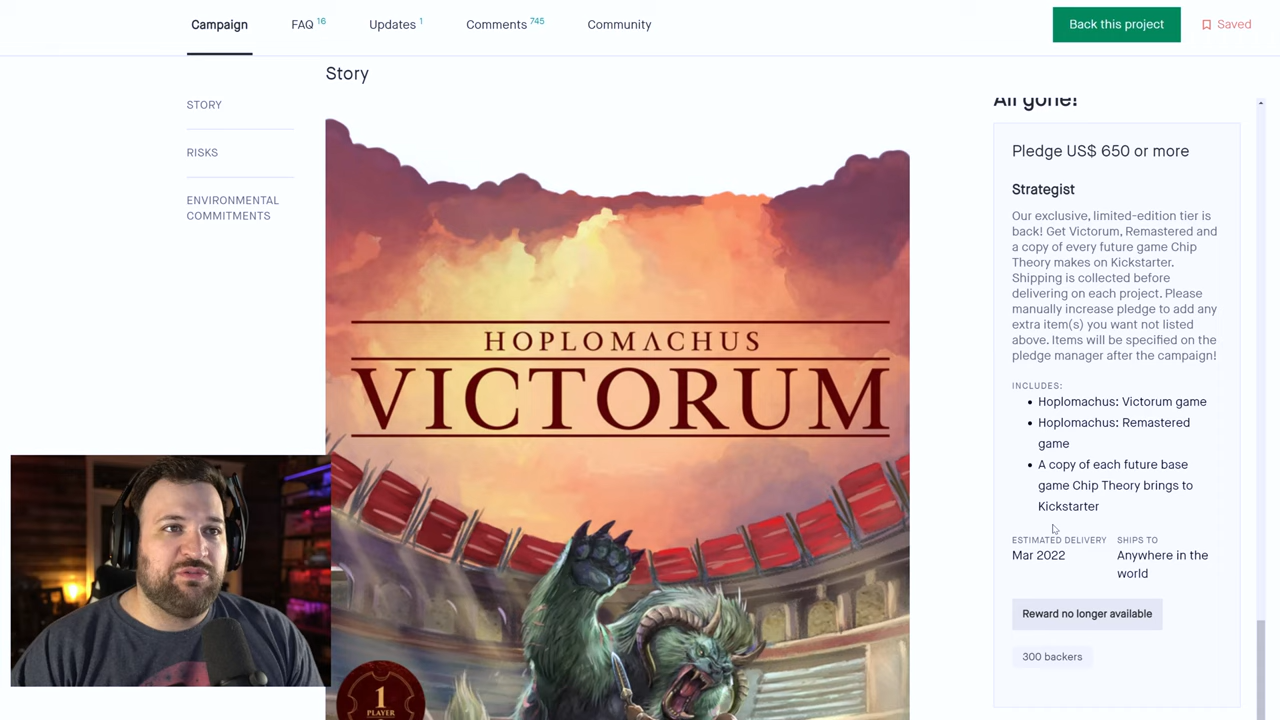 Campaign
FAQ 16
Updates 1
Comments 745
Community
Back this project
Saved
STORY
RISKS
ENVIRONMENTAL
COMMITMENTS
Story
HOPLOMACHUS
VICTORUM
1
PLAYER
All gone!
Pledge US$ 650 or more
Strategist
Our exclusive, limited-edition tier is
back! Get Victorum, Remastered and
a copy of every future game Chip
Theory makes on Kickstarter.
Shipping is collected before
delivering on each project. Please
manually increase pledge to add any
extra item(s) you want not listed
above. Items will be specified on the
pledge manager after the campaign!
INCLUDES:
• Hoplomachus: Victorum game
• Hoplomachus: Remastered
game
• A copy of each future base
game Chip Theory brings to
Kickstarter
ESTIMATED DELIVERY
Mar 2022
SHIPS TO
Anywhere in the
world
Reward no longer available
300 backers